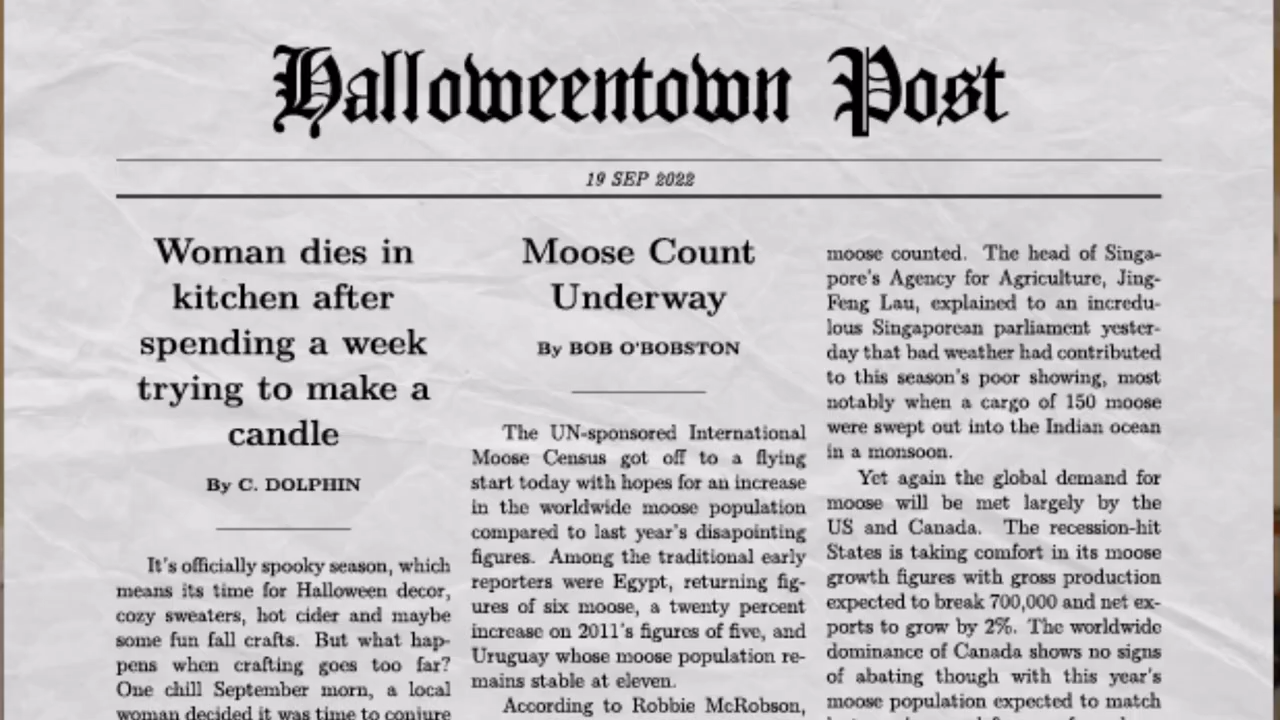 Halloweentown Post
19 SEP 2022
Woman dies in
kitchen after
spending a week
trying to make a
candle
By C. DOLPHIN
It's officially spooky season, which
means its time for Halloween decor,
cozy sweaters, hot cider and maybe
some fun fall crafts. But what hap-
pens when crafting goes too far?
One chill September morn, a local
woman decided it was time to conjure
Moose Count
Underway
By BOB O'BOBSTON
The UN-sponsored International
Moose Census got off to a flying
start today with hopes for an increase
in the worldwide moose population
compared to last year's disapointing
figures. Among the traditional early
reporters were Egypt, returning fig-
ures of six moose, a twenty percent
increase on 2011's figures of five, and
Uruguay whose moose population re-
mains stable at eleven.
According to Robbie McRobson,
moose counted. The head of Singa-
pore's Agency for Agriculture, Jing-
Feng Lau, explained to an incredu-
lous Singaporean parliament yester-
day that bad weather had contributed
to this season's poor showing, most
notably when a cargo of 150 moose
were swept out into the Indian ocean
in a monsoon.
Yet again the global demand for
moose will be met largely by the
US and Canada. The recession-hit
States is taking comfort in its moose
growth figures with gross production
expected to break 700,000 and net ex-
ports to grow by 2%. The worldwide
dominance of Canada shows no signs
of abating though with this year's
moose population expected to match